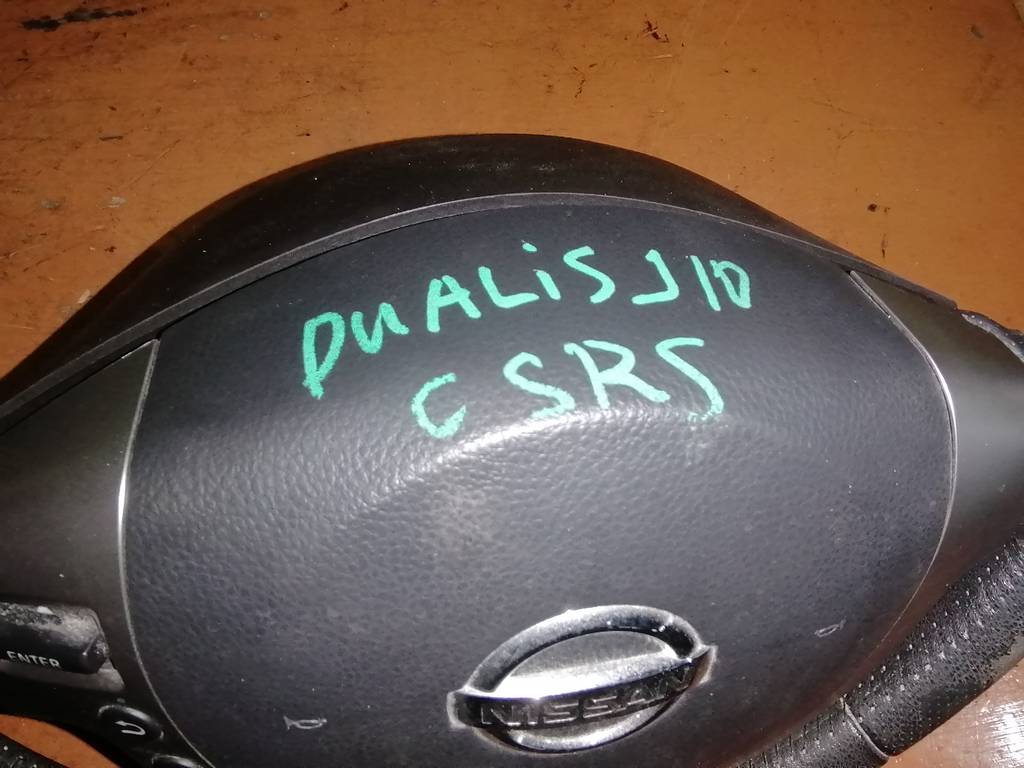 DUALiS J10
C SRS
ENTER
NISSAN